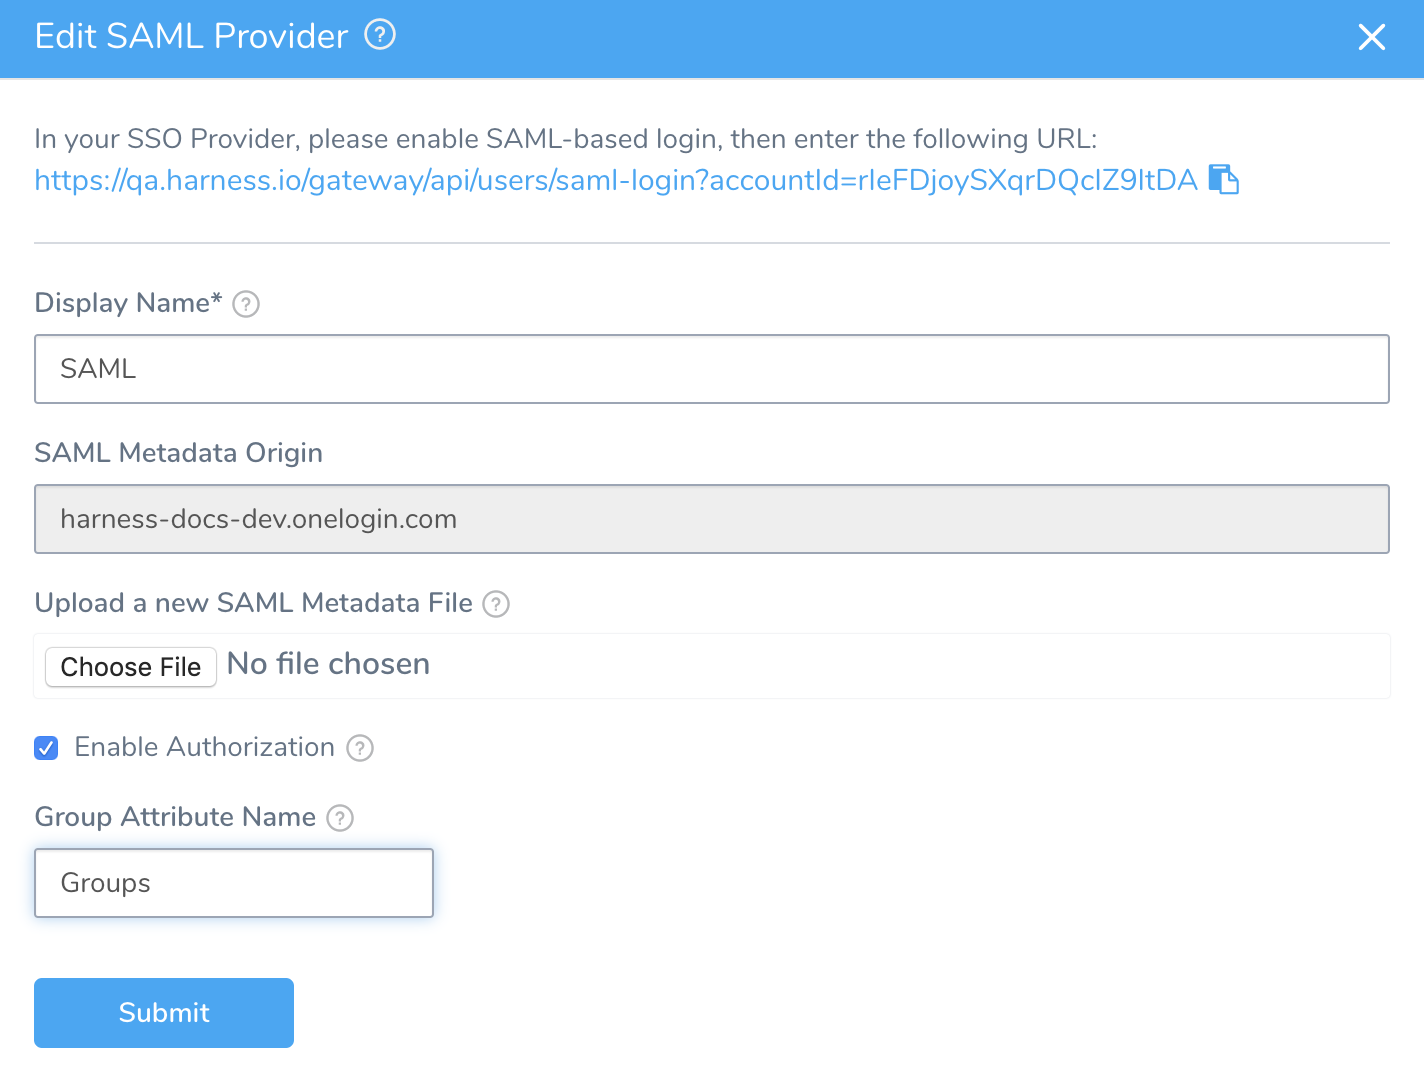 Edit SAML Provider ?
In your SSO Provider, please enable SAML-based login, then enter the following URL:
https://qa.harness.io/gateway/api/users/saml-login?accountId=rIeFDjoySXqrDQcIZ9ItDA
Display Name* ?
SAML
SAML Metadata Origin
harness-docs-dev.onelogin.com
Upload a new SAML Metadata File ?
Choose File No file chosen
Enable Authorization ?
Group Attribute Name ?
Groups
Submit